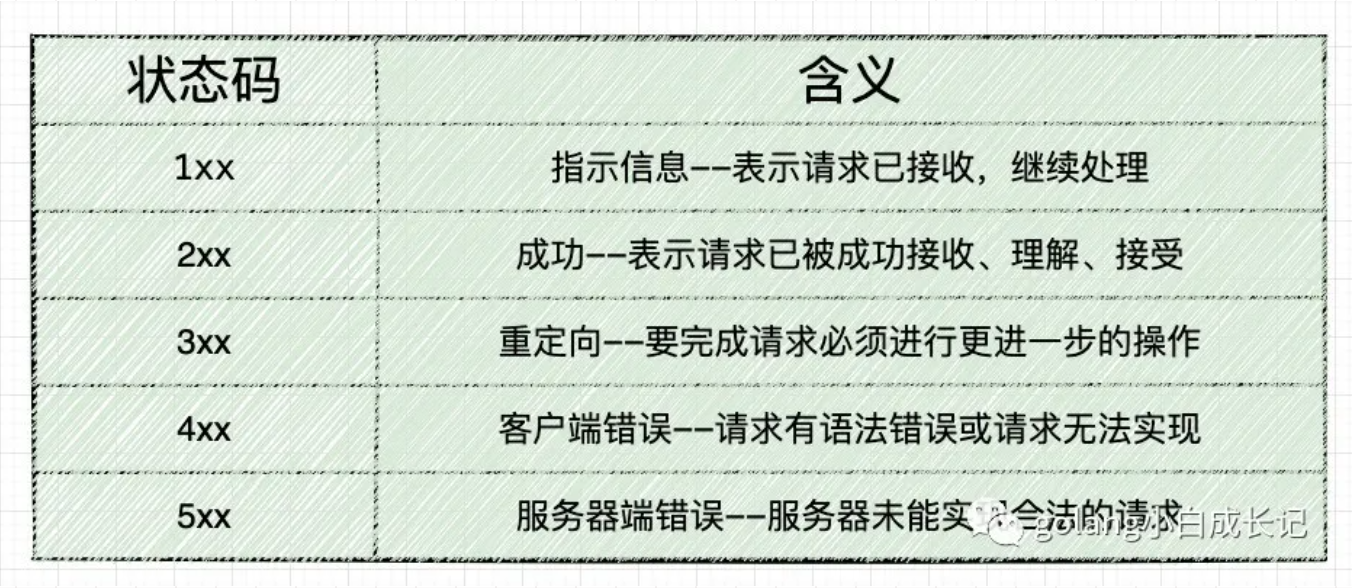 状态码 含义
1xx 指示信息--表示请求已接收，继续处理
2xx 成功--表示请求已被成功接收、理解、接受
3xx 重定向--要完成请求必须进行更进一步的操作
4xx 客户端错误--请求有语法错误或请求无法实现
5xx 服务器端错误--服务器未能实现合法的请求
golang小白成长记